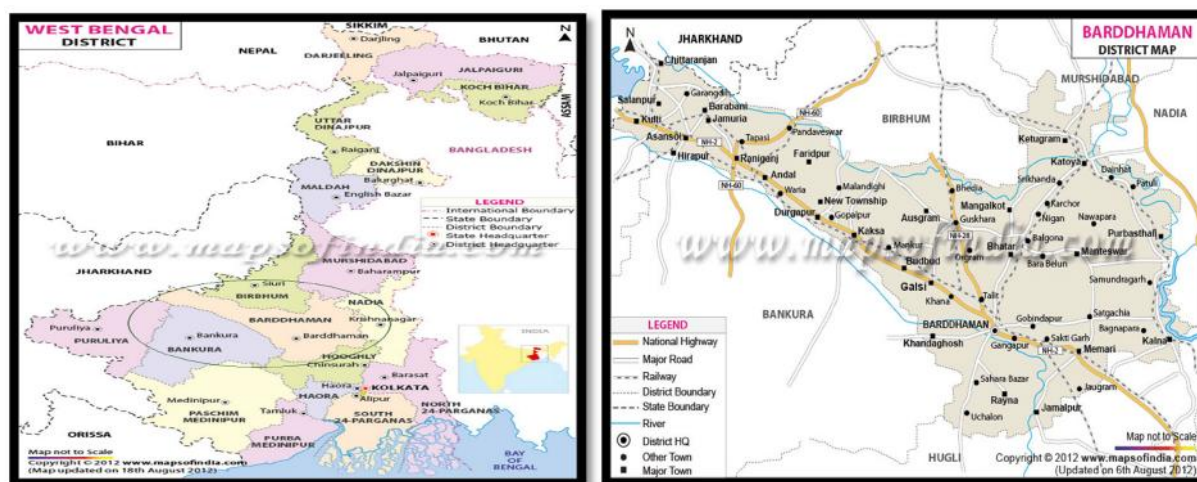 WEST BENGAL
DISTRICT
N
SIKKIM
NEPAL
BHUTAN
Darjling
DARJEELING
JALPAIGURI
Jalpaiguri
KOCH BIHAR
Koch Bihar
ASSAM
UTTAR
DINAJPUR
BIHAR
BANGLADESH
Raiganj
DAKSHIN
DINAJPUR
Balurghat
MALDAH
English Bazar
LEGEND
International Boundary
State Boundary
District Boundary
State Headquarter
District Headquarter
www.mapsofindia.com
MURSHIDABAD
Baharampur
JHARKHAND
Siuri
BIRBHUM
NADIA
Krishnanagar
BARDDHAMAN
Puruliya
PURULIYA
Bankura
BANKURA
Barddhaman
INDIA
HOOGHLY
Chinsurah
Barasat
Haora
KOLKATA
HAORA
Alipur
Medinipur
PASCHIM
MEDINIPUR
Tamluk
NORTH
24-PARGANAS
SOUTH
24-PARGANAS
ORISSA
PURBA
MEDINIPUR
BAY
OF
BENGAL
Map not to Scale
Copyright © 2012 www.mapsofindia.com
(Map updated on 18th August 2012)
BARDDHAMAN
DISTRICT MAP
N
JHARKHAND
Chittaranjan
MURSHIDABAD
NADIA
Garangdih
Salanpur
Barabani
Kulti
Jamuria
NH-60
BIRBHUM
Asansol
NH-2
Tapasi
Pandaveswar
Ketugram
Hirapur
Raniganj
Faridpur
Katoya
NH-60
Andal
Dainhat
Waria
Malandighi
Bhedia
Srikhanda
Patuli
New Township
Karchor
Durgapur
Gopalpur
Ausgram
Guskhara
Mangalkot
Nigan
Nawapara
Kaksa
NH-2B
Balgona
Purbasthali
www.mapsofindia.com
Mankur
Orgram
Bhatar
Manteswar
Budbud
Bara Belun
Galsi
Samundragarh
Khana
Talit
BANKURA
LEGEND
National Highway
Major Road
Railway
District Boundary
State Boundary
River
District HQ
Other Town
Major Town
BARDDHAMAN
Gobindapur
Satgachia
Bagnapara
Khandaghosh
Gangapur
Sakti Garh
Kalna
NH-2
Memari
Sahara Bazar
Jaugram
Rayna
Uchalon
Jamalpur
HUGLI
Map not to Scale
Copyright © 2012 www.mapsofindia.com
(Updated on 6th August 2012)